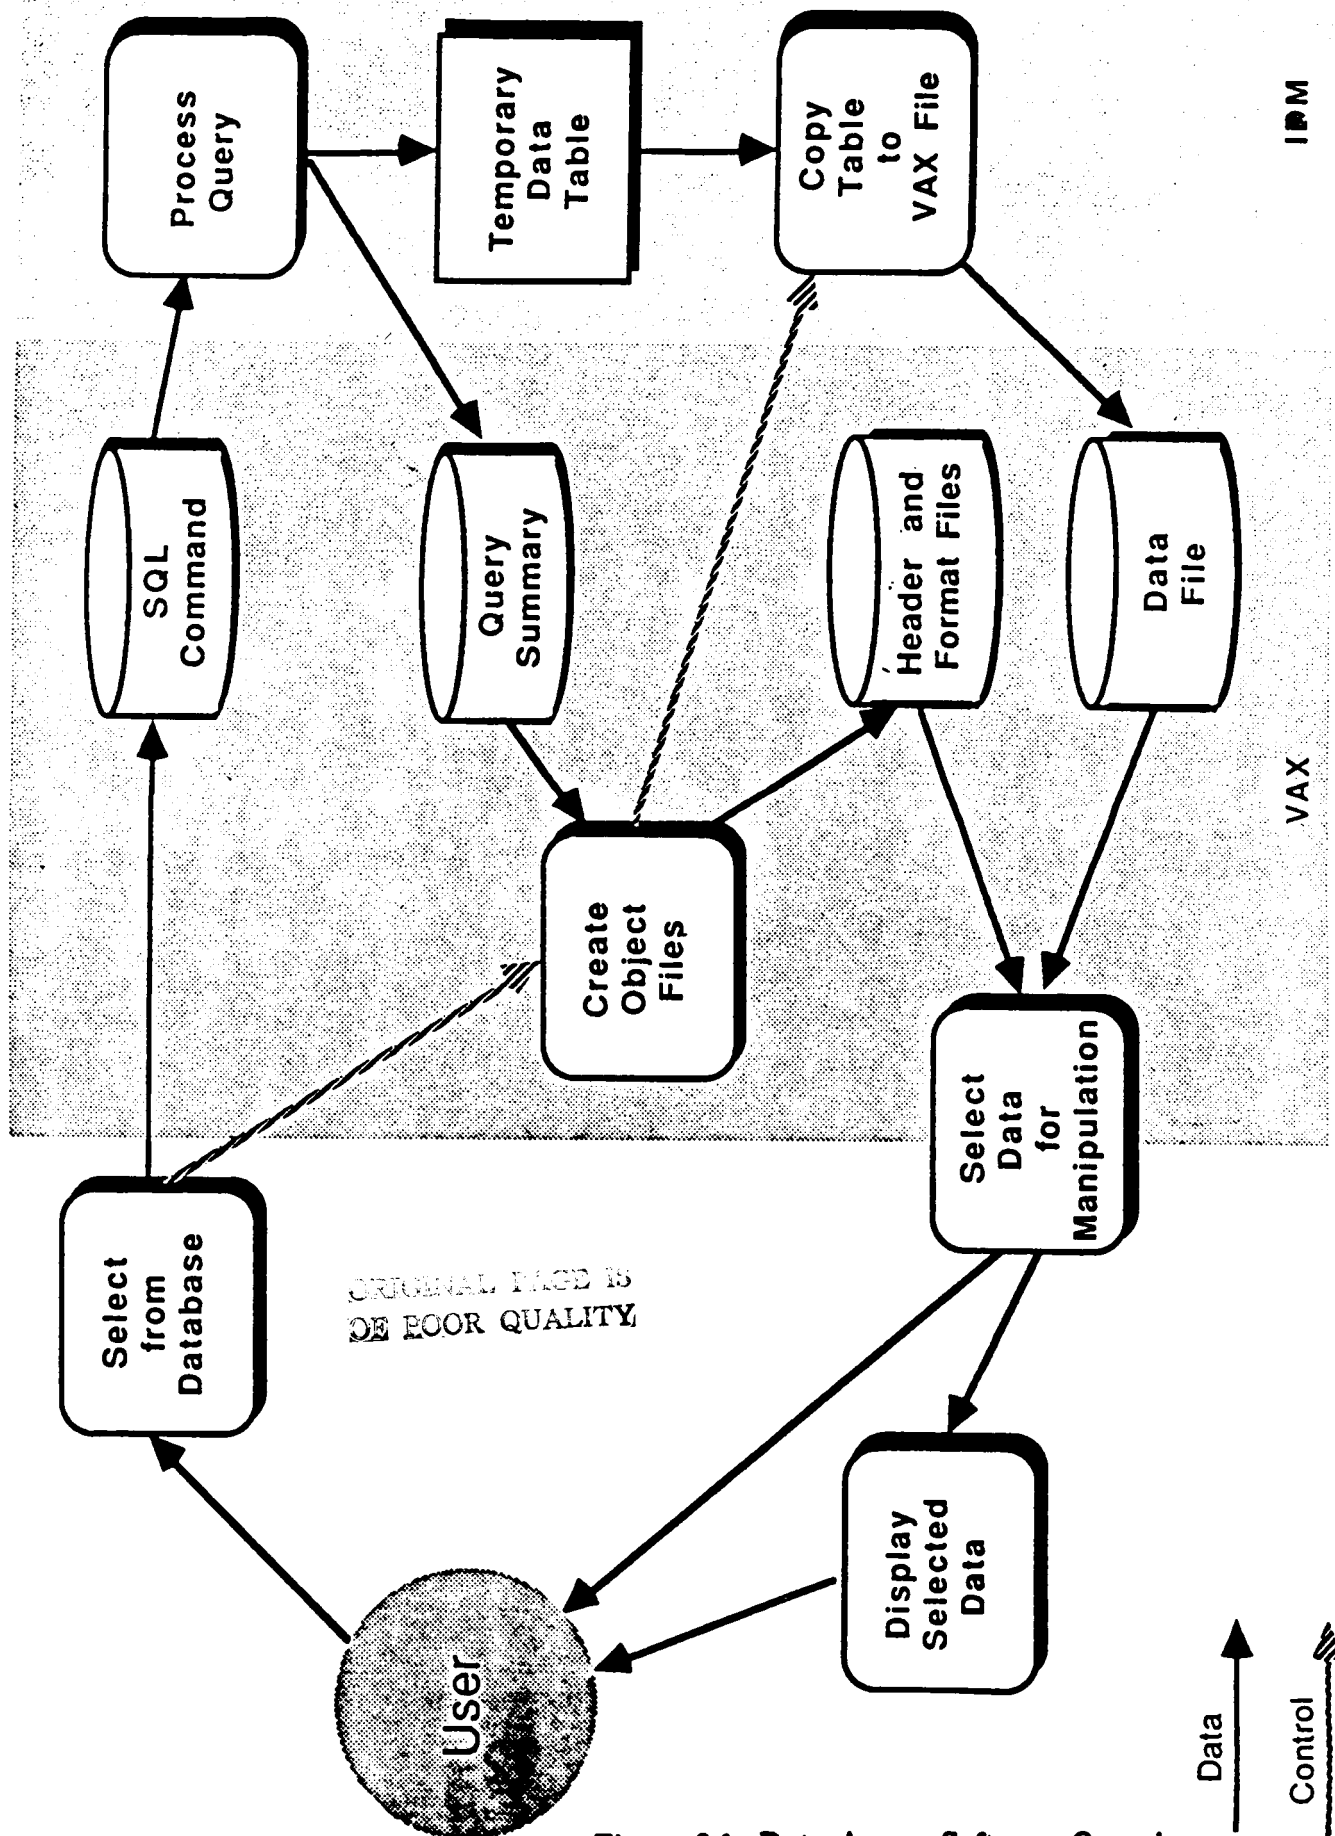 Process
Query
Temporary
Data
Table
Copy
Table
to
VAX File
SQL
Command
Query
Summary
Header and
Format Files
Data
File
VAX
Create
Object
Files
Select
from
Database
Select
Data
for
Manipulation
ORIGINAL PAGE IS
OF POOR QUALITY
User
Display
Selected
Data
Data
Control